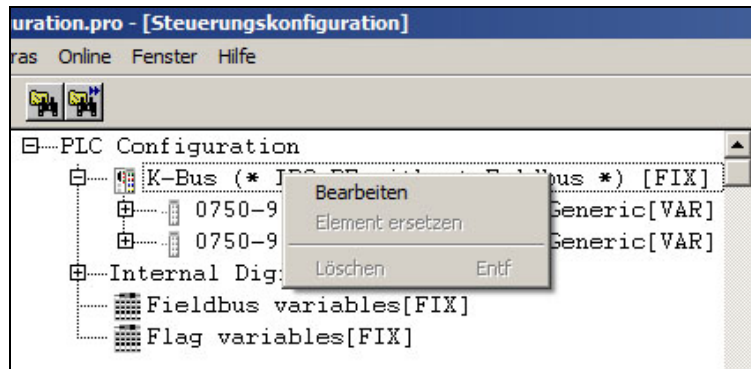 uration.pro - [Steuerungskonfiguration]
ras Online Fenster Hilfe
PLC Configuration
K-Bus (* *) [FIX]
0750-9 Generic[VAR]
0750-9 Generic[VAR]
Internal
Fieldbus variables[FIX]
Flag variables[FIX]
Bearbeiten
Element ersetzen
Löschen Entf